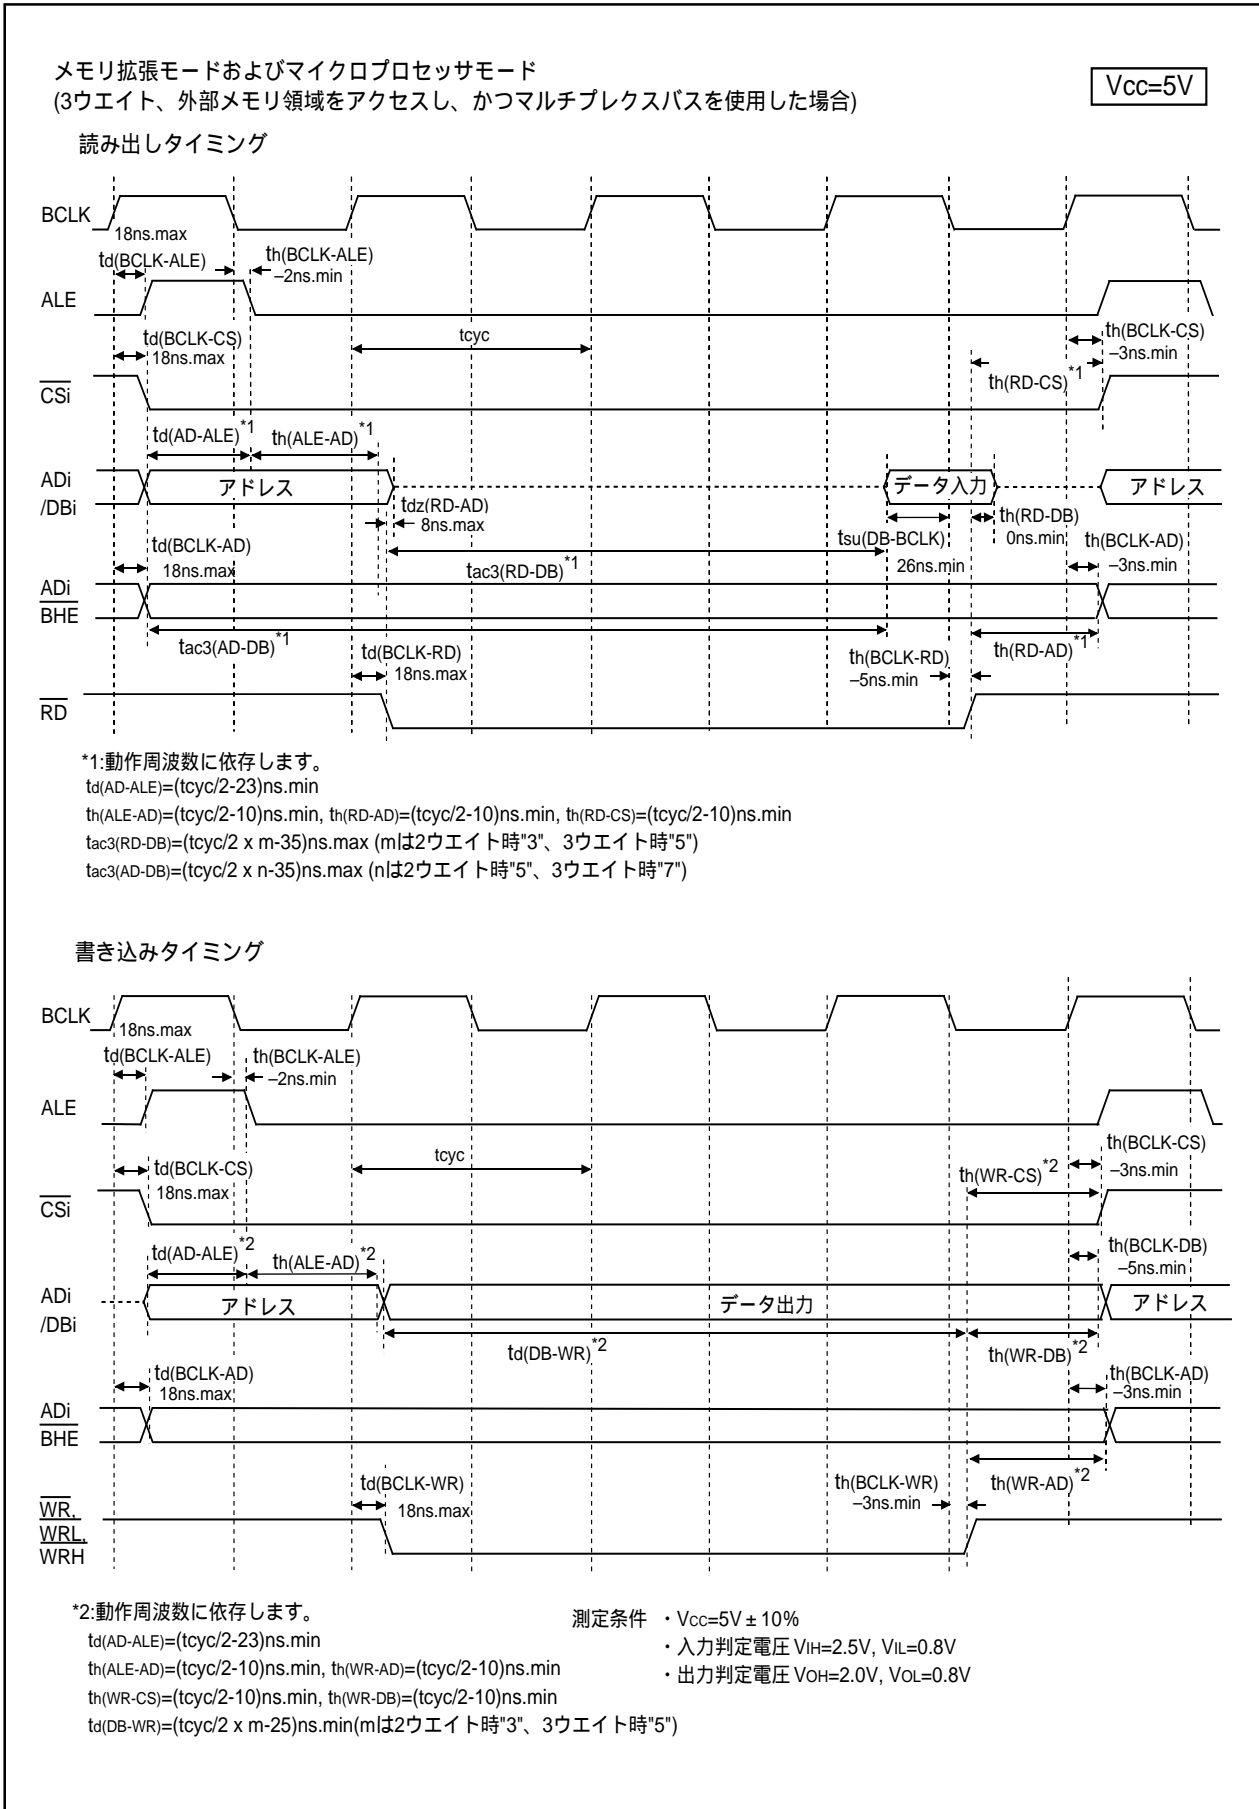 メモリ拡張モードおよびマイクロプロセッサモード
(3ウエイト、外部メモリ領域をアクセスし、かつマルチプレクスバスを使用した場合)
Vcc=5V
読み出しタイミング
BCLK
18ns.max
td(BCLK-ALE)
th(BCLK-ALE)
–2ns.min
ALE
td(BCLK-CS)
18ns.max
tcyc
th(BCLK-CS)
–3ns.min
th(RD-CS)*1
CSi
td(AD-ALE)*1
th(ALE-AD)*1
ADi
/DBi
アドレス
データ入力
アドレス
tdz(RD-AD)
8ns.max
th(RD-DB)
0ns.min
tsu(DB-BCLK)
26ns.min
td(BCLK-AD)
18ns.max
tac3(RD-DB)*1
th(BCLK-AD)
–3ns.min
ADi
BHE
tac3(AD-DB)*1
td(BCLK-RD)
18ns.max
th(BCLK-RD)
–5ns.min
th(RD-AD)*1
RD
*1:動作周波数に依存します。
td(AD-ALE)=(tcyc/2-23)ns.min
th(ALE-AD)=(tcyc/2-10)ns.min, th(RD-AD)=(tcyc/2-10)ns.min, th(RD-CS)=(tcyc/2-10)ns.min
tac3(RD-DB)=(tcyc/2 x m-35)ns.max (mは2ウエイト時"3"、3ウエイト時"5")
tac3(AD-DB)=(tcyc/2 x n-35)ns.max (nは2ウエイト時"5"、3ウエイト時"7")
書き込みタイミング
BCLK
18ns.max
td(BCLK-ALE)
th(BCLK-ALE)
–2ns.min
ALE
td(BCLK-CS)
18ns.max
tcyc
th(BCLK-CS)
–3ns.min
th(WR-CS)*2
CSi
td(AD-ALE)*2
th(ALE-AD)*2
th(BCLK-DB)
–5ns.min
ADi
/DBi
アドレス
データ出力
アドレス
td(DB-WR)*2
th(WR-DB)*2
td(BCLK-AD)
18ns.max
th(BCLK-AD)
–3ns.min
ADi
BHE
td(BCLK-WR)
18ns.max
th(BCLK-WR)
–3ns.min
th(WR-AD)*2
WR,
WRL,
WRH
*2:動作周波数に依存します。
td(AD-ALE)=(tcyc/2-23)ns.min
th(ALE-AD)=(tcyc/2-10)ns.min, th(WR-AD)=(tcyc/2-10)ns.min
th(WR-CS)=(tcyc/2-10)ns.min, th(WR-DB)=(tcyc/2-10)ns.min
td(DB-WR)=(tcyc/2 x m-25)ns.min(mは2ウエイト時"3"、3ウエイト時"5")
測定条件 ・Vcc=5V±10%
・入力判定電圧 VIH=2.5V, VIL=0.8V
・出力判定電圧 VOH=2.0V, VOL=0.8V